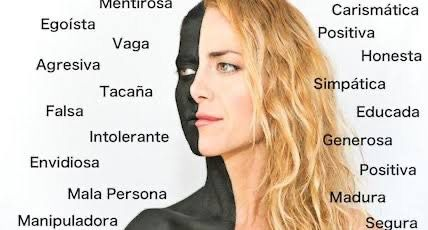 Mentirosa
Egoísta
Vaga
Agresiva
Tacaña
Falsa
Intolerante
Envidiosa
Mala Persona
Manipuladora
Carismática
Positiva
Honesta
Simpática
Educada
Generosa
Positiva
Madura
Segura